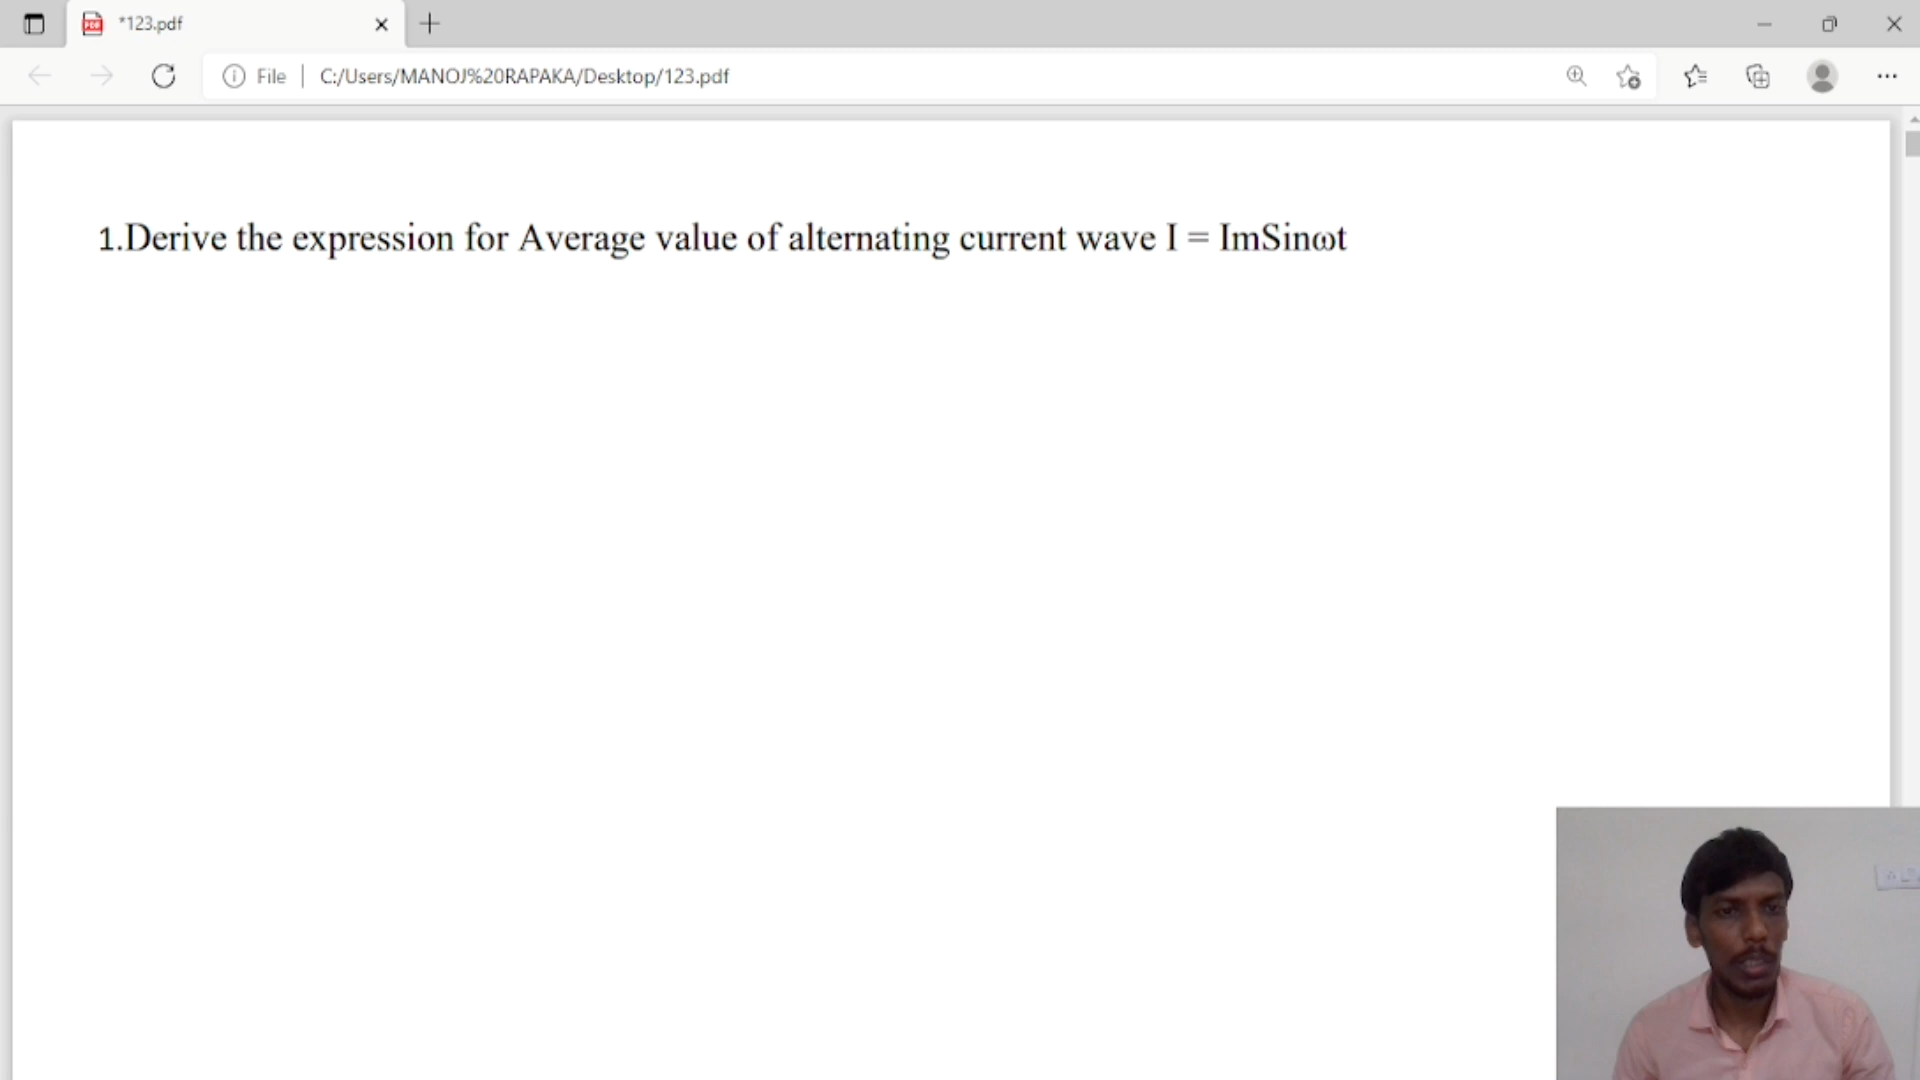 *123.pdf
File
C:/Users/MANOJ%20RAPAKA/Desktop/123.pdf
1.Derive the expression for Average value of alternating current wave I = ImSinωt